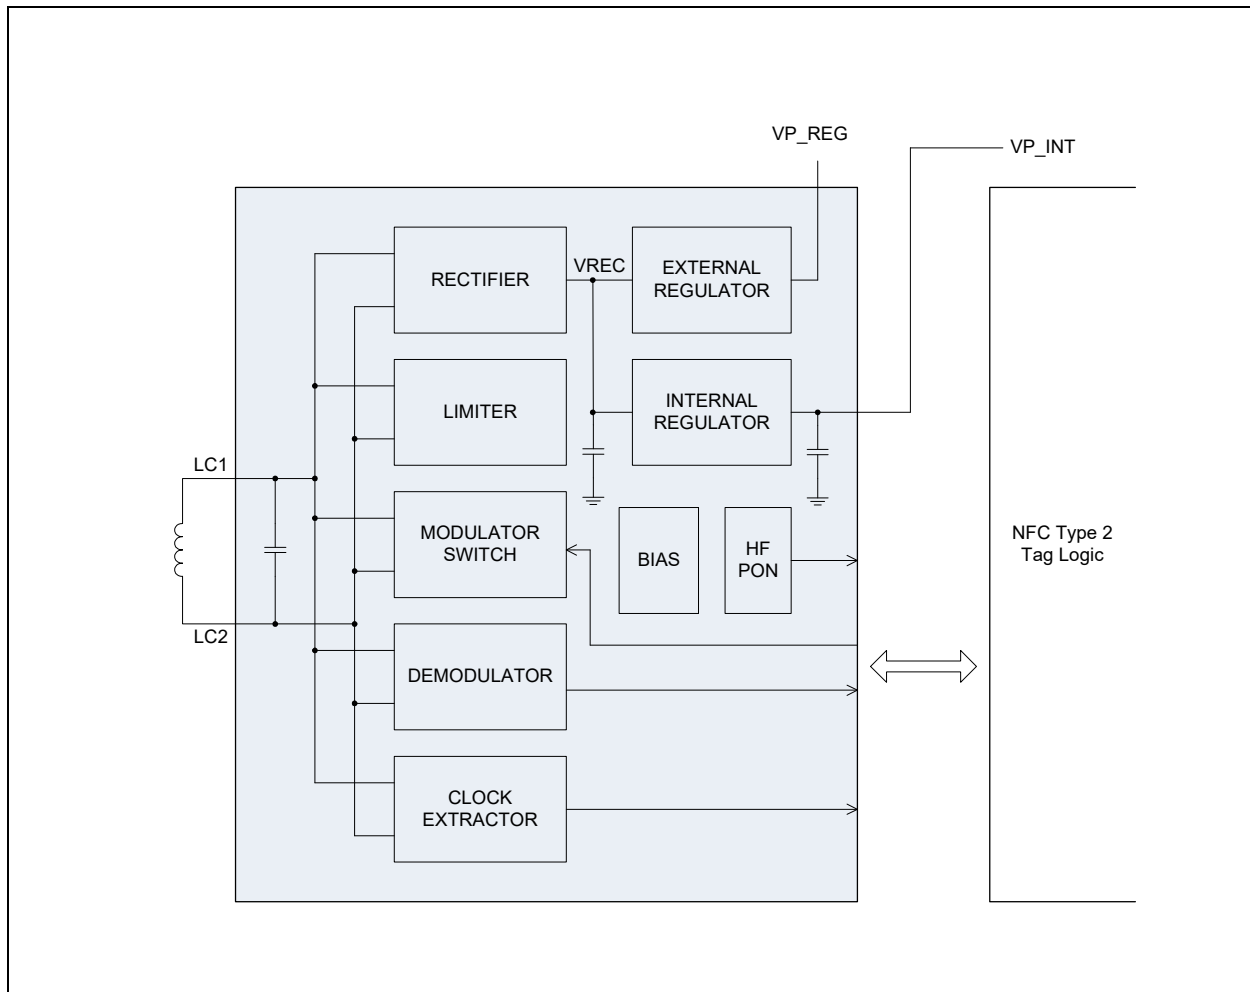 VP_REG
VP_INT
RECTIFIER
VREC
EXTERNAL
REGULATOR
LIMITER
INTERNAL
REGULATOR
LC1
MODULATOR
SWITCH
BIAS
HF
PON
NFC Type 2
Tag Logic
LC2
DEMODULATOR
CLOCK
EXTRACTOR